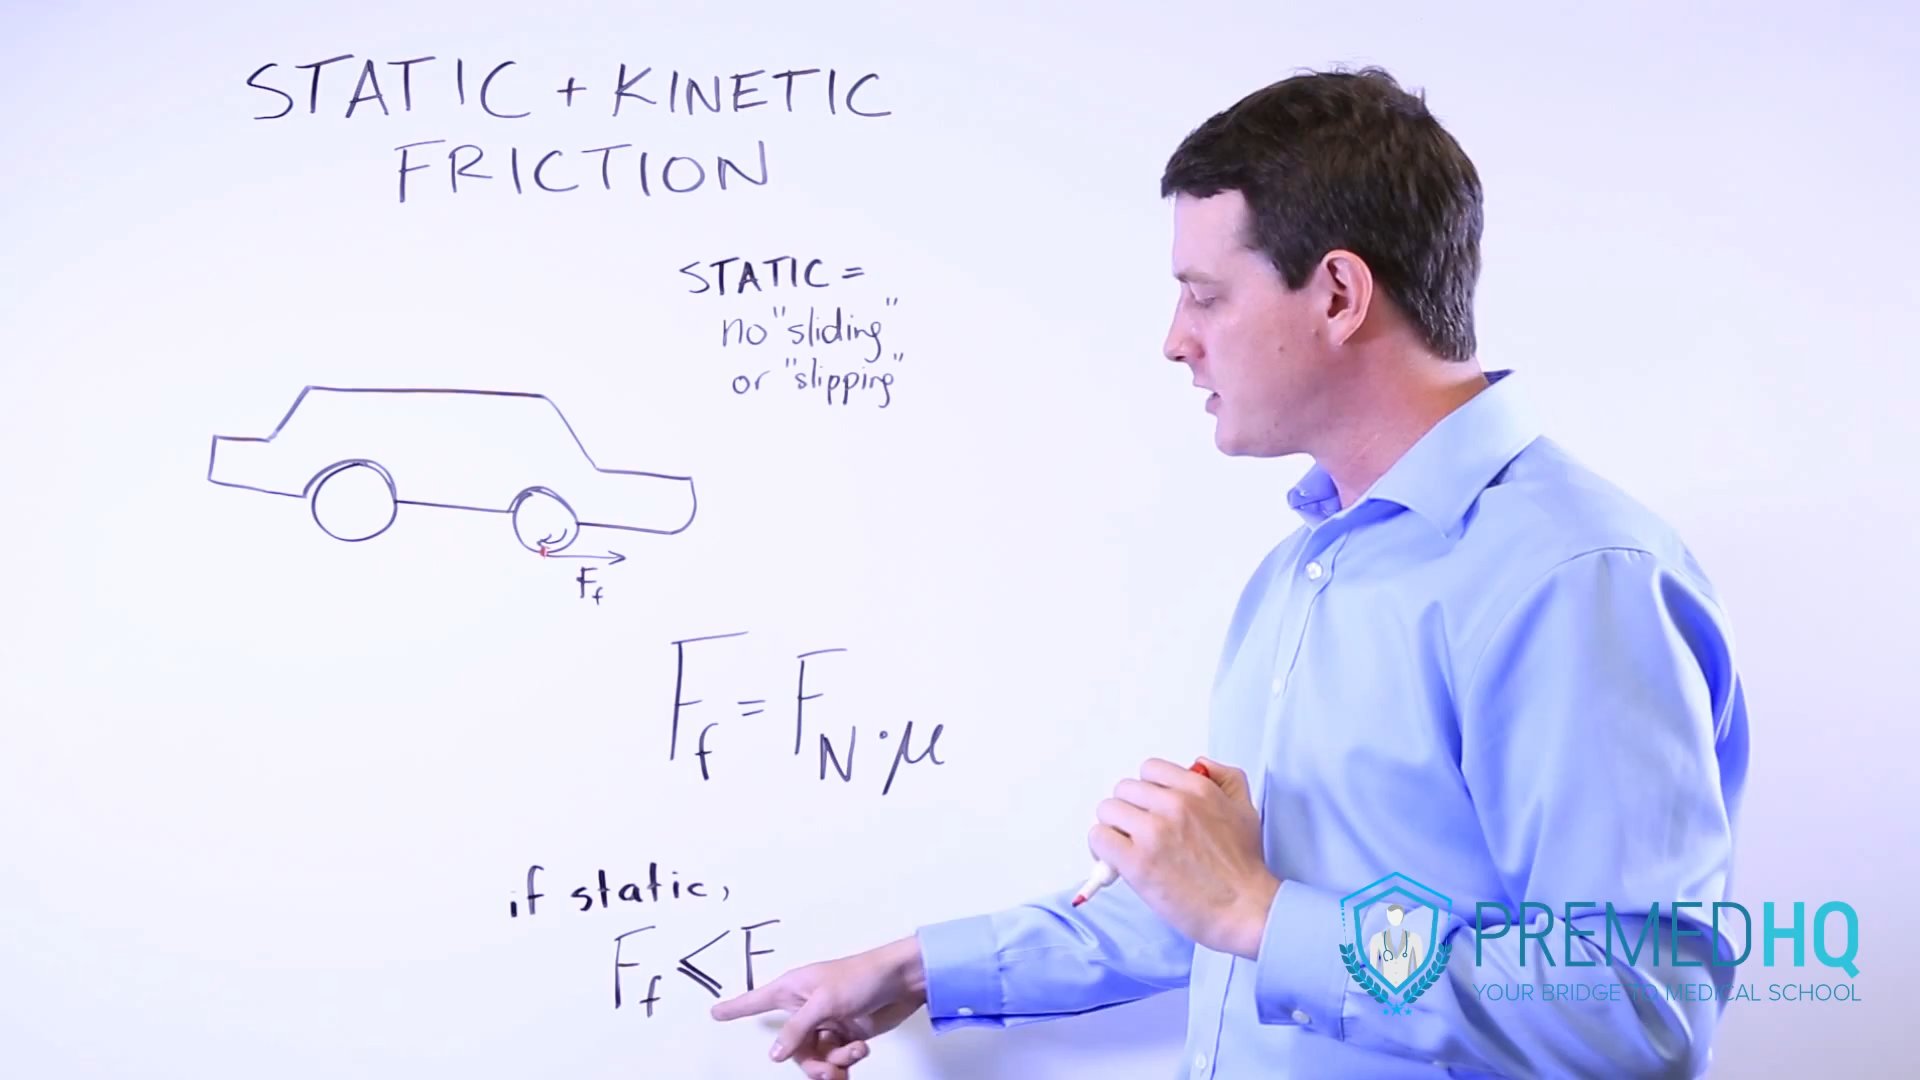 STATIC + KINETIC
FRICTION
STATIC =
no "sliding"
or "slipping"
Ff
Ff = FN · μ
if static,
Ff ⩽ F
PREMEDHQ
YOUR BRIDGE TO MEDICAL SCHOOL